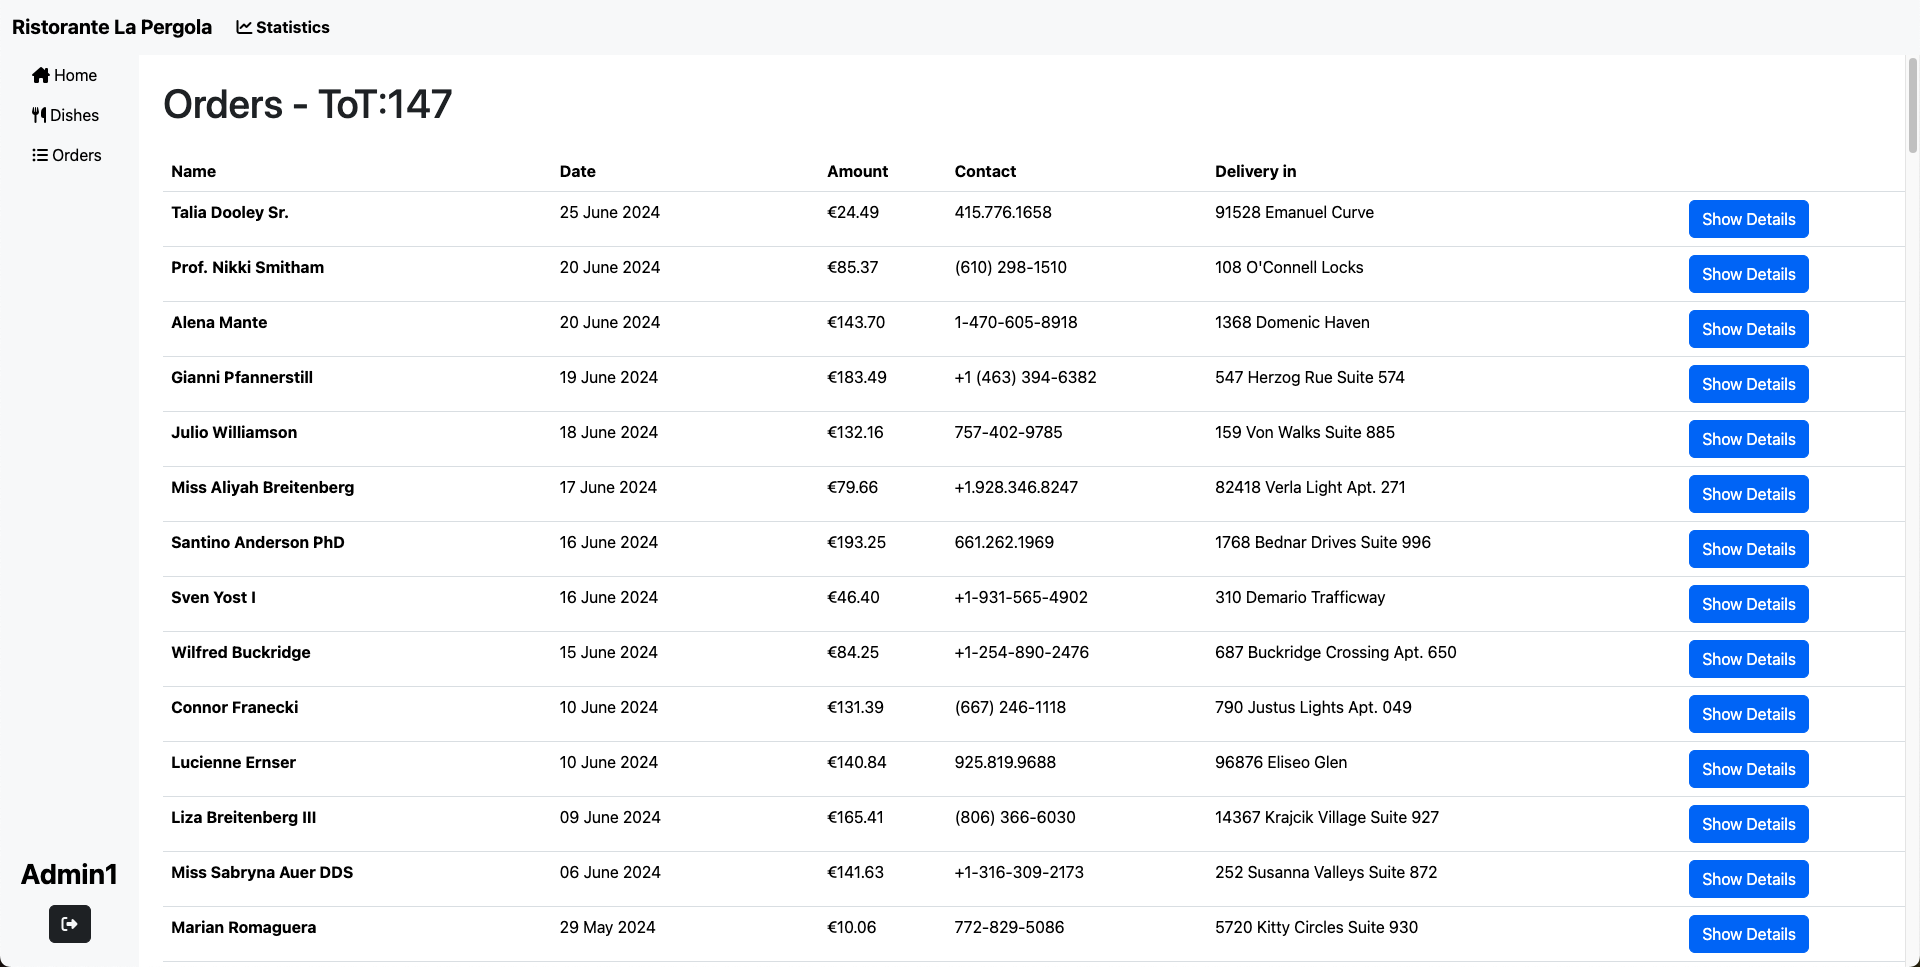 Ristorante La Pergola Statistics
Home
Dishes
Orders
Orders - ToT:147
Name Date Amount Contact Delivery in
Talia Dooley Sr. 25 June 2024 €24.49 415.776.1658 91528 Emanuel Curve Show Details
Prof. Nikki Smitham 20 June 2024 €85.37 (610) 298-1510 108 O'Connell Locks Show Details
Alena Mante 20 June 2024 €143.70 1-470-605-8918 1368 Domenic Haven Show Details
Gianni Pfannerstill 19 June 2024 €183.49 +1 (463) 394-6382 547 Herzog Rue Suite 574 Show Details
Julio Williamson 18 June 2024 €132.16 757-402-9785 159 Von Walks Suite 885 Show Details
Miss Aliyah Breitenberg 17 June 2024 €79.66 +1.928.346.8247 82418 Verla Light Apt. 271 Show Details
Santino Anderson PhD 16 June 2024 €193.25 661.262.1969 1768 Bednar Drives Suite 996 Show Details
Sven Yost I 16 June 2024 €46.40 +1-931-565-4902 310 Demario Trafficway Show Details
Wilfred Buckridge 15 June 2024 €84.25 +1-254-890-2476 687 Buckridge Crossing Apt. 650 Show Details
Connor Franecki 10 June 2024 €131.39 (667) 246-1118 790 Justus Lights Apt. 049 Show Details
Lucienne Ernser 10 June 2024 €140.84 925.819.9688 96876 Eliseo Glen Show Details
Liza Breitenberg III 09 June 2024 €165.41 (806) 366-6030 14367 Krajcik Village Suite 927 Show Details
Miss Sabryna Auer DDS 06 June 2024 €141.63 +1-316-309-2173 252 Susanna Valleys Suite 872 Show Details
Marian Romaguera 29 May 2024 €10.06 772-829-5086 5720 Kitty Circles Suite 930 Show Details
Admin1